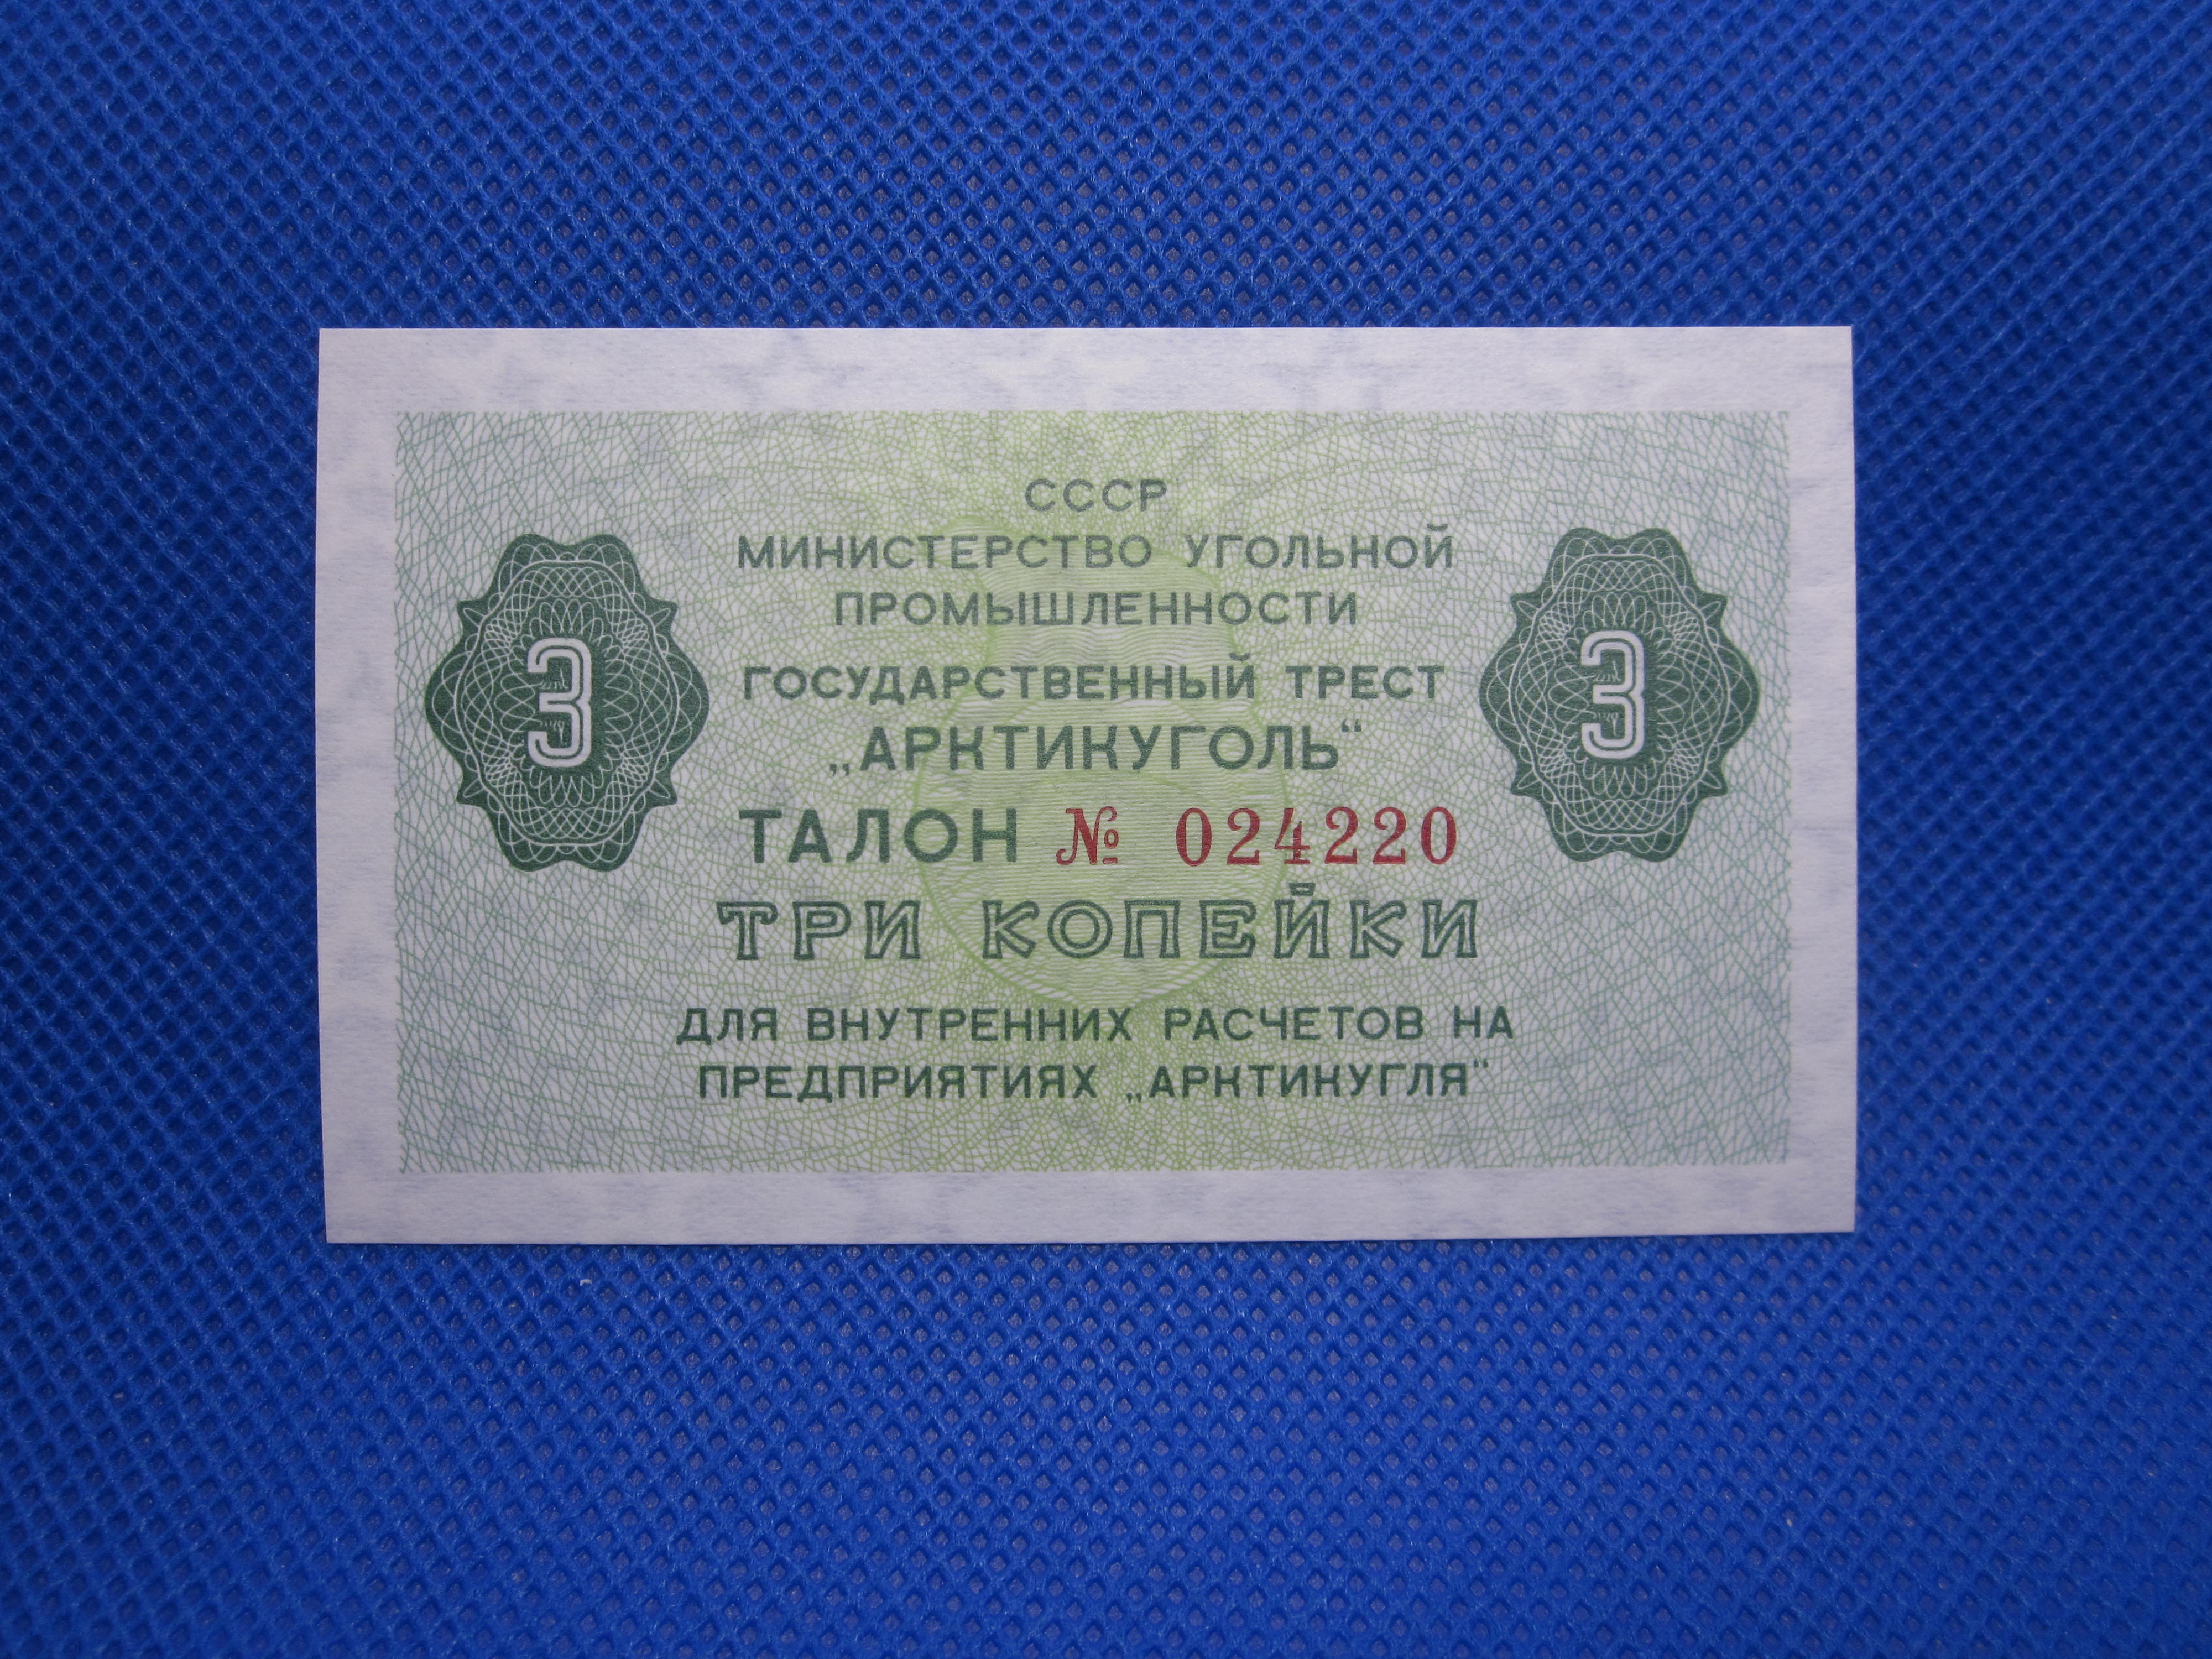 СССР
МИНИСТЕРСТВО УГОЛЬНОЙ
ПРОМЫШЛЕННОСТИ
ГОСУДАРСТВЕННЫЙ ТРЕСТ
„АРКТИКУГОЛЬ“
3 3
ТАЛОН № 024220
ТРИ КОПЕЙКИ
ДЛЯ ВНУТРЕННИХ РАСЧЕТОВ НА
ПРЕДПРИЯТИЯХ „АРКТИКУГЛЯ“